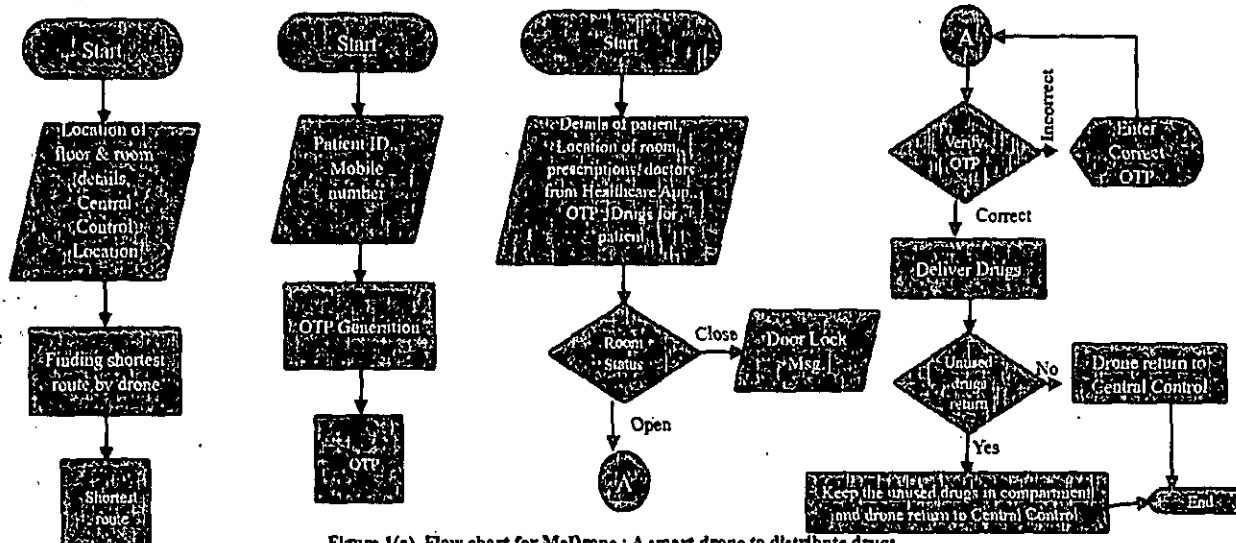 Start
Location of
floor & room
details,
Central
Control
Location
Finding shortest
route by drone
Shortest
route
Start
Patient ID,
Mobile
number
OTP Generation
OTP
Start
Details of patient
Location of room,
prescriptions, doctors
from Healthcare App,
OTP, Drugs for
patient
Room
Status
Close
Door Lock
Msg
Open
A
A
Verify
OTP
Incorrect
Enter
Correct
OTP
Correct
Deliver Drugs
Unused
drugs
return
No
Drone return to
Central Control
Yes
Keep the unused drugs in compartment
and drone return to Central Control
End
Figure 1(a). Flow chart for MeDrone : A smart drone to distribute drugs